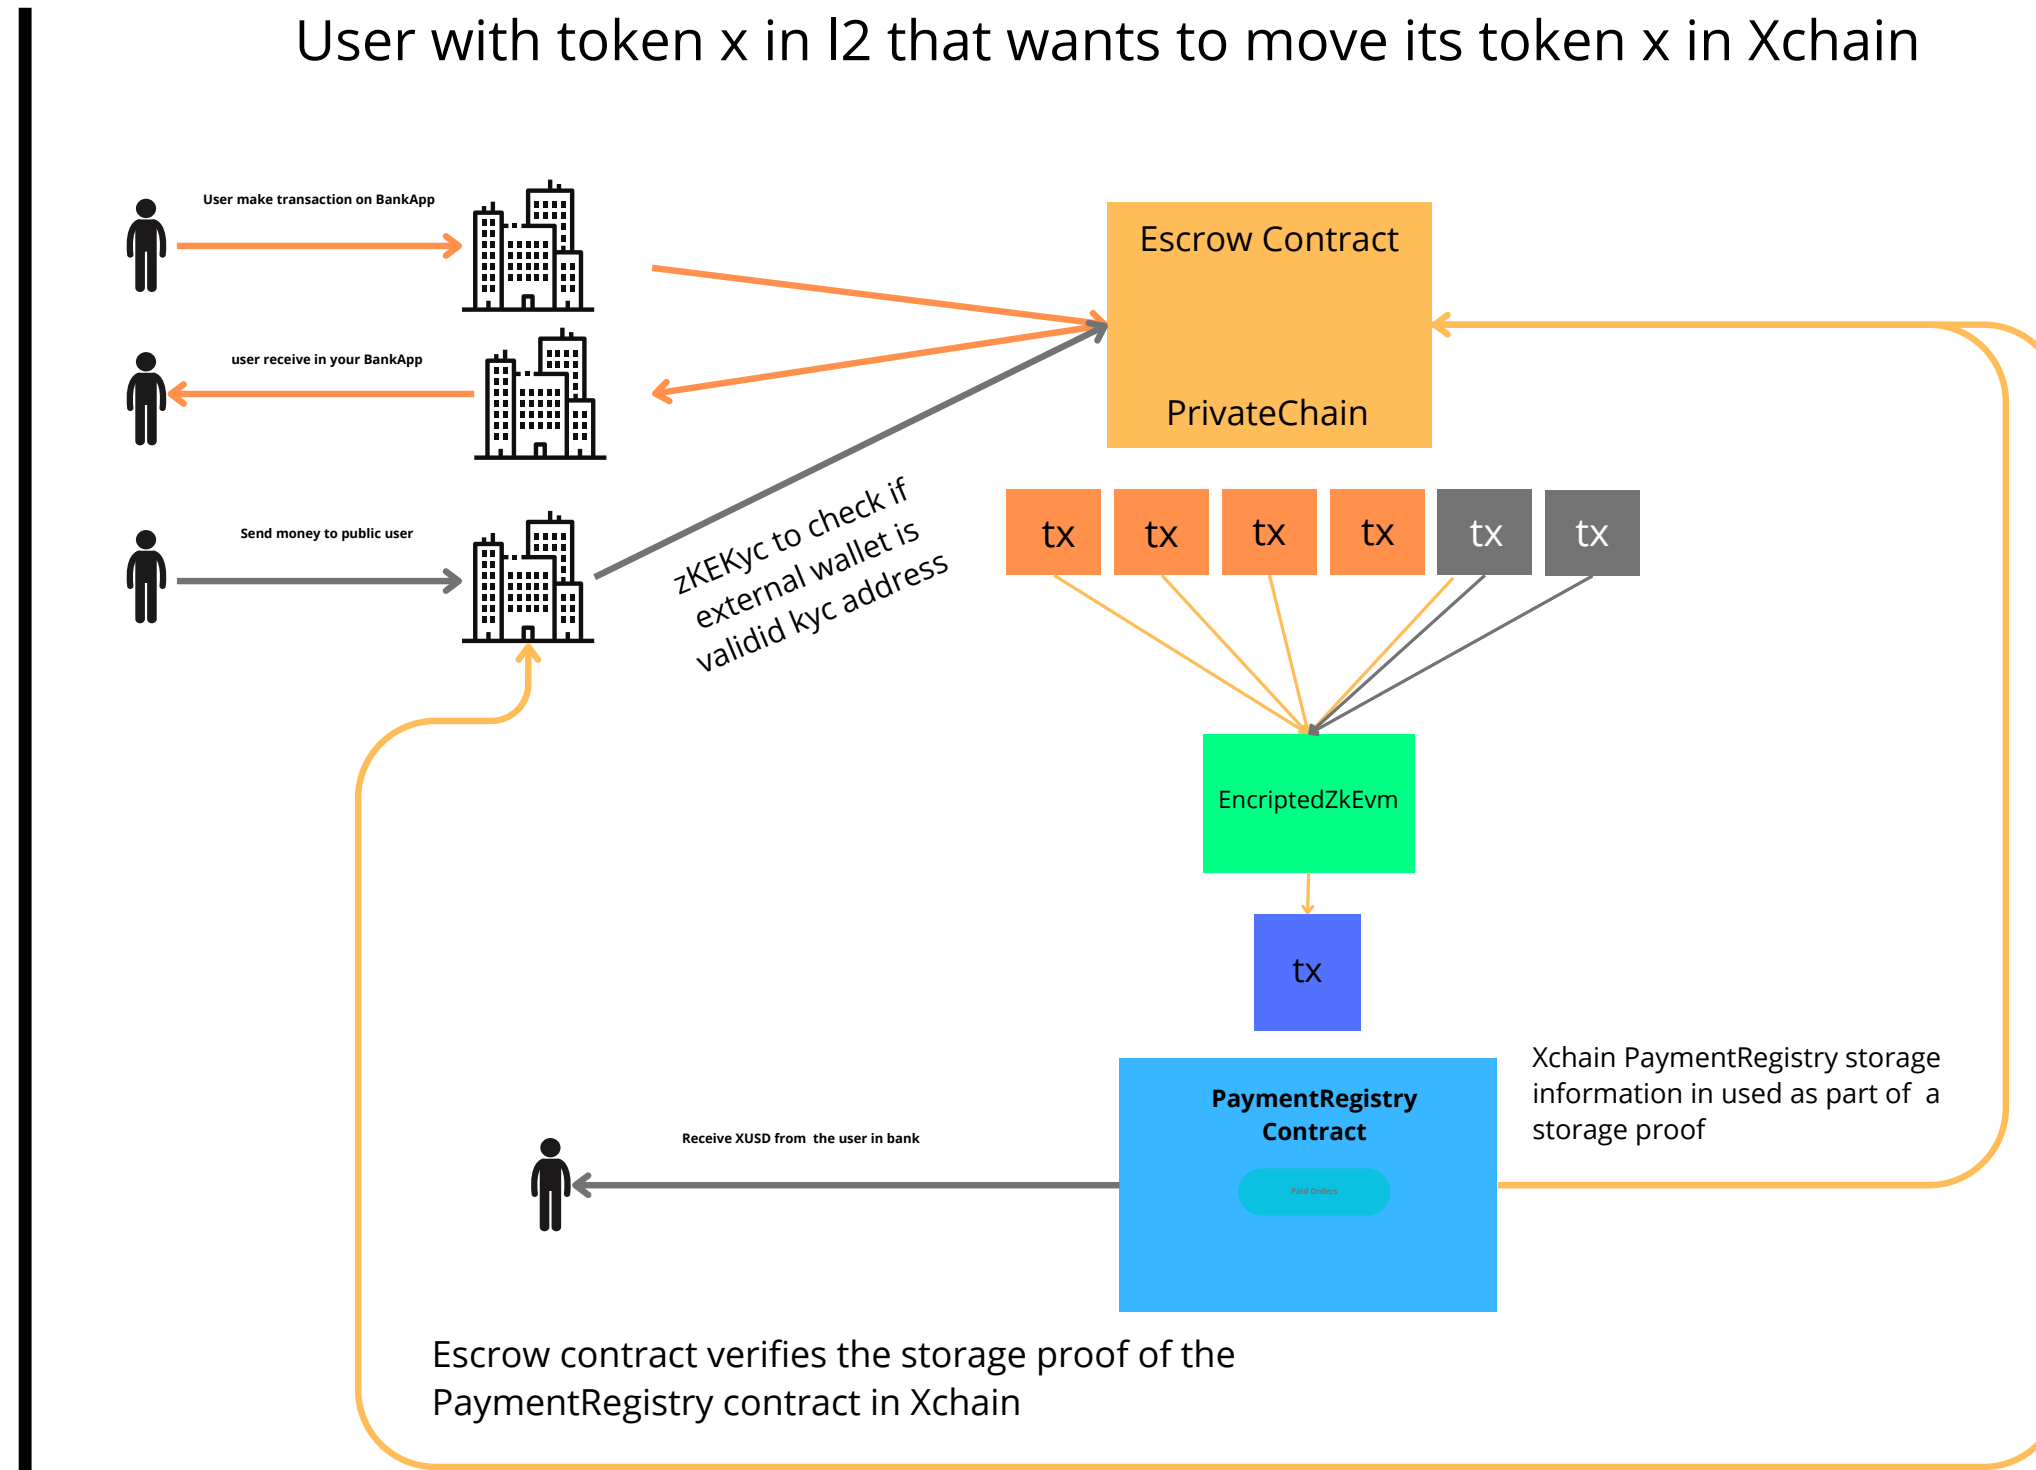 User with token x in l2 that wants to move its token x in Xchain
User make transaction on BankApp
Escrow Contract
user receive in your BankApp
PrivateChain
Send money to public user
zKEKyc to check if
external wallet is
validid kyc address
tx
tx
tx
tx
tx
tx
EncriptedZkEvm
tx
Xchain PaymentRegistry storage
information in used as part of a
storage proof
PaymentRegistry
Contract
Receive XUSD from the user in bank
Paid Orders
Escrow contract verifies the storage proof of the
PaymentRegistry contract in Xchain